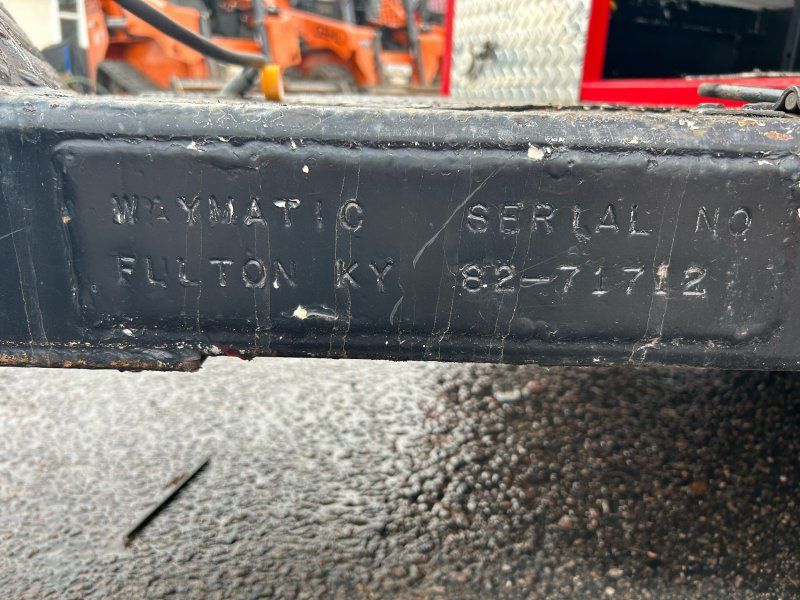 WAYMATIC SERIAL NO
FULTON KY 82-71712